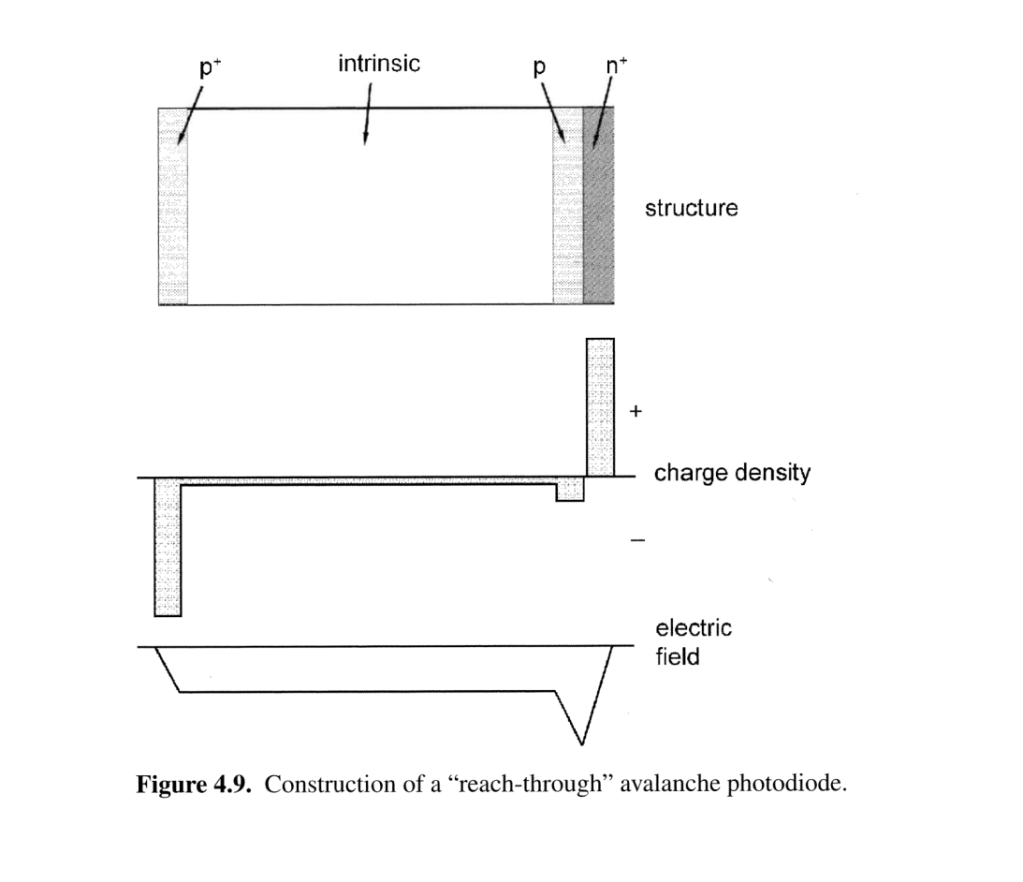 p⁺ intrinsic p n⁺
structure
+
charge density
–
electric
field
Figure 4.9. Construction of a “reach-through” avalanche photodiode.